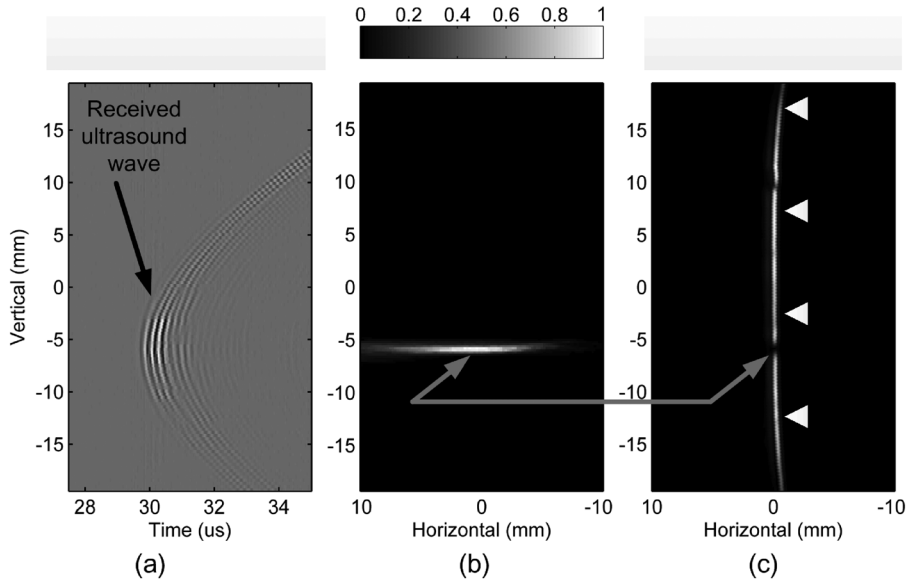 0 0.2 0.4 0.6 0.8 1
Received
ultrasound
wave
Vertical (mm)
15
10
5
0
-5
-10
-15
28 30 32 34
Time (us)
(a)
15
10
5
0
-5
-10
-15
10 0 -10
Horizontal (mm)
(b)
15
10
5
0
-5
-10
-15
10 0 -10
Horizontal (mm)
(c)